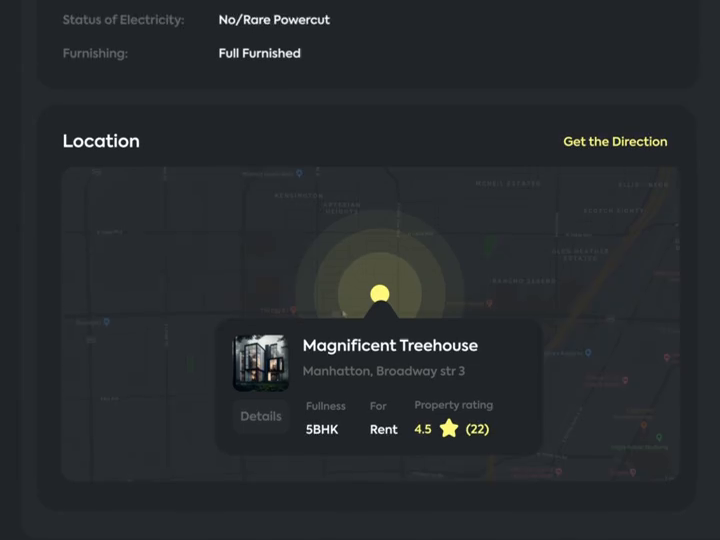 Status of Electricity: No/Rare Powercut
Furnishing: Full Furnished
Location
Get the Direction
KENSINGTON
Magnificent Treehouse
Manhatton, Broadway str 3
Details
Fullness For Property rating
5BHK Rent 4.5 (22)